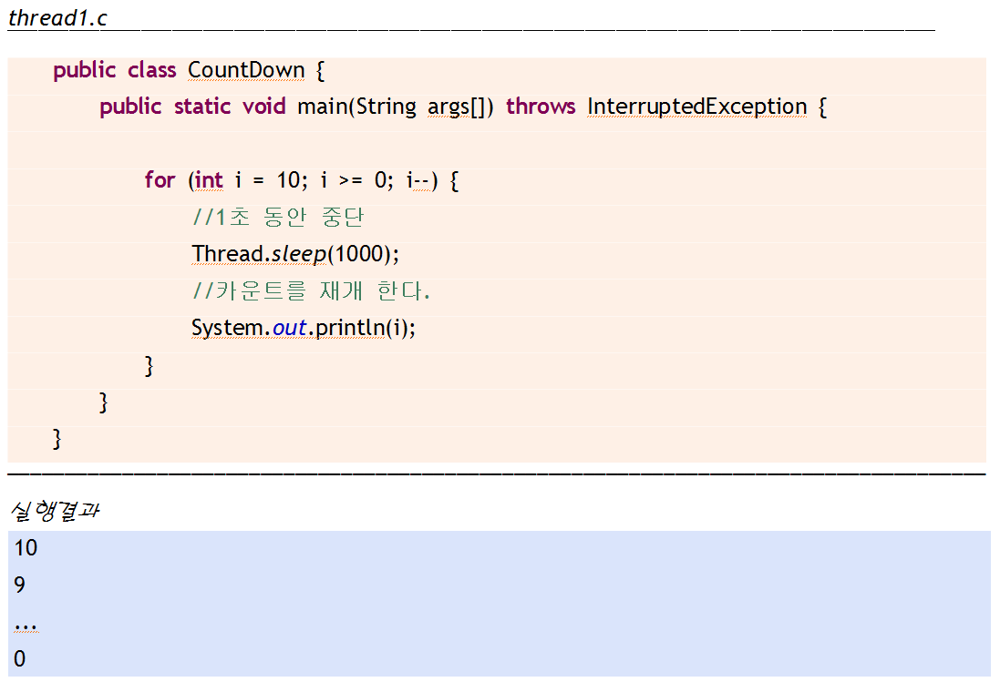 thread1.c
public class CountDown {
public static void main(String args[]) throws InterruptedException {
for (int i = 10; i >= 0; i--) {
//1초 동안 중단
Thread.sleep(1000);
//카운트를 재개 한다.
System.out.println(i);
}
}
}
실행결과
10
9
...
0